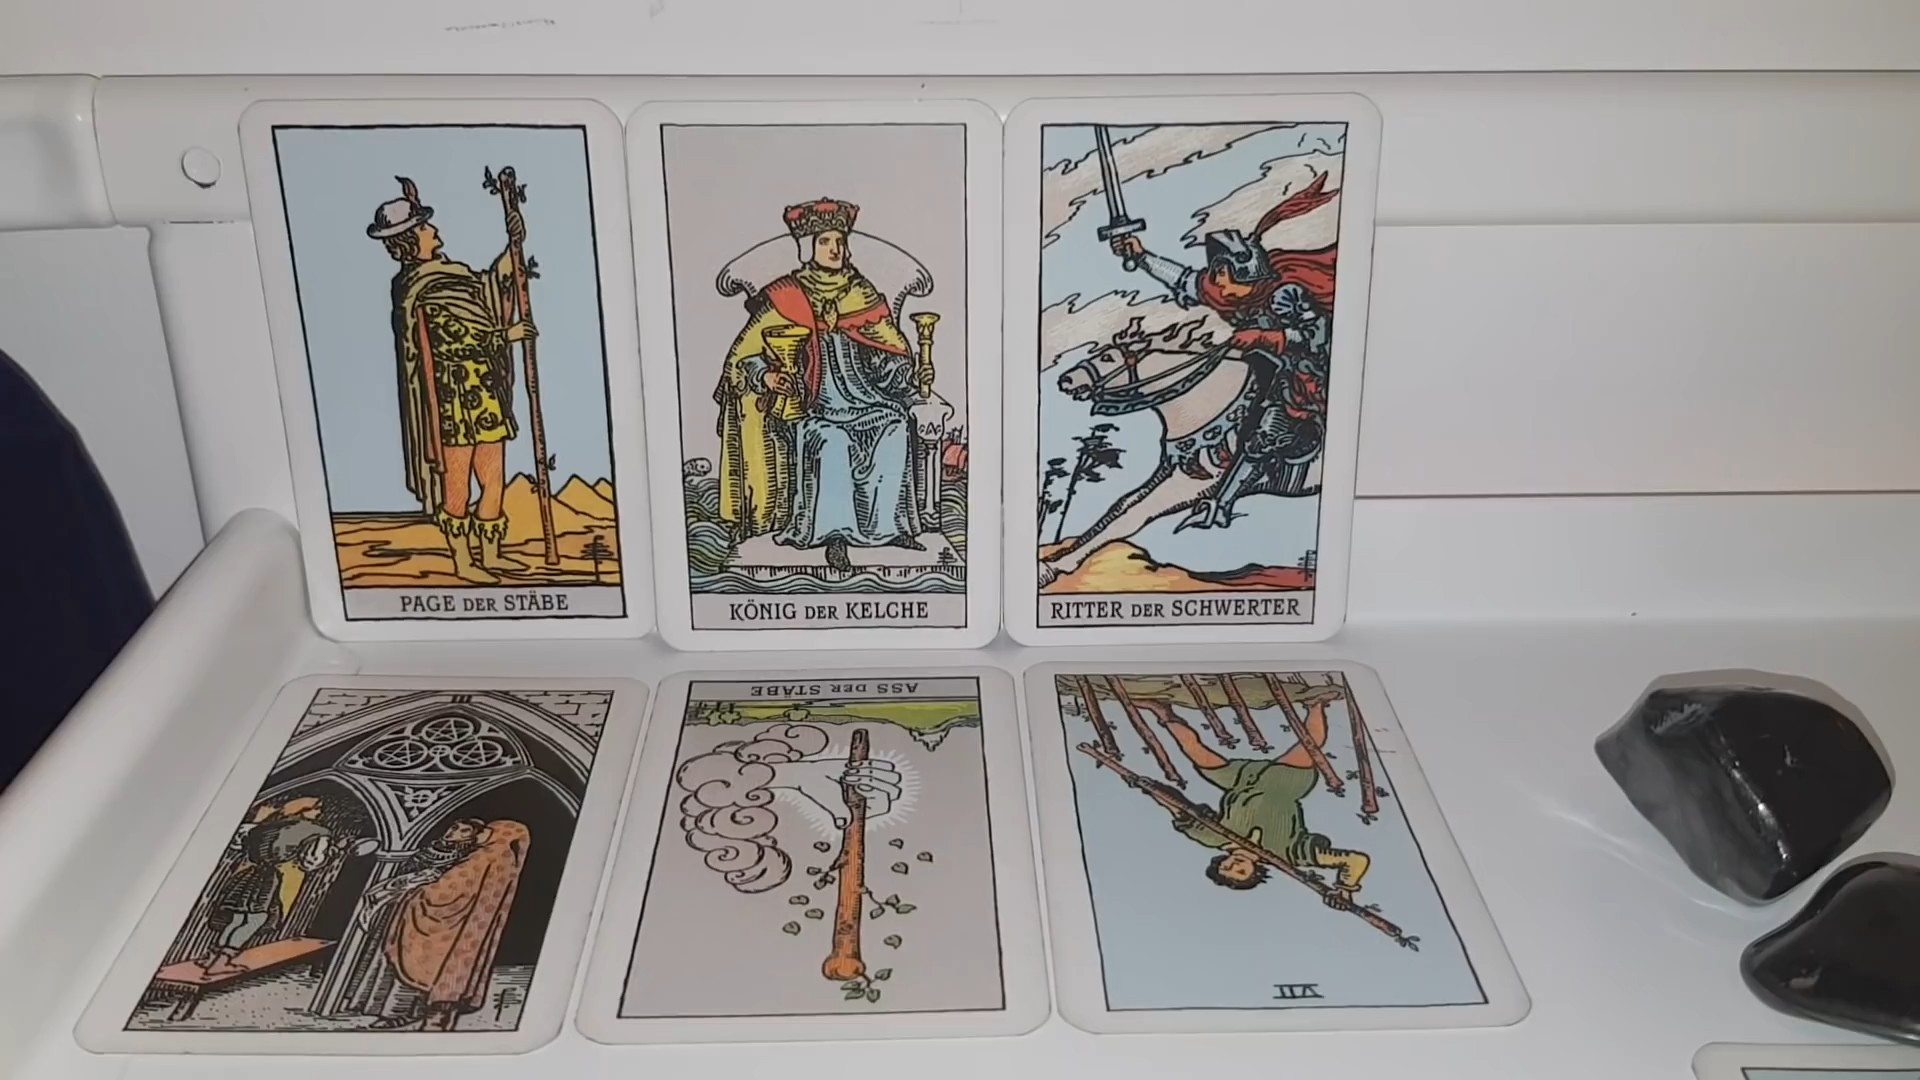 PAGE DER STÄBE
KÖNIG DER KELCHE
RITTER DER SCHWERTER
ASS DER STÄBE
VII